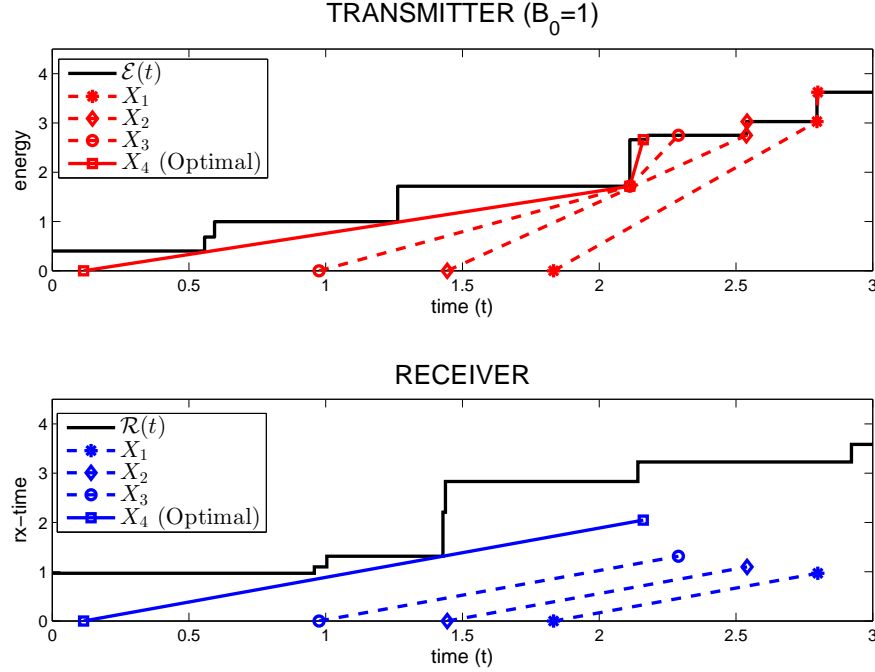 TRANSMITTER (B₀=1)
energy
4
3
2
1
0
ℰ(t)
X₁
X₂
X₃
X₄ (Optimal)
0 0.5 1 1.5 2 2.5 3
time (t)
RECEIVER
rx−time
4
3
2
1
0
ℛ(t)
X₁
X₂
X₃
X₄ (Optimal)
0 0.5 1 1.5 2 2.5 3
time (t)